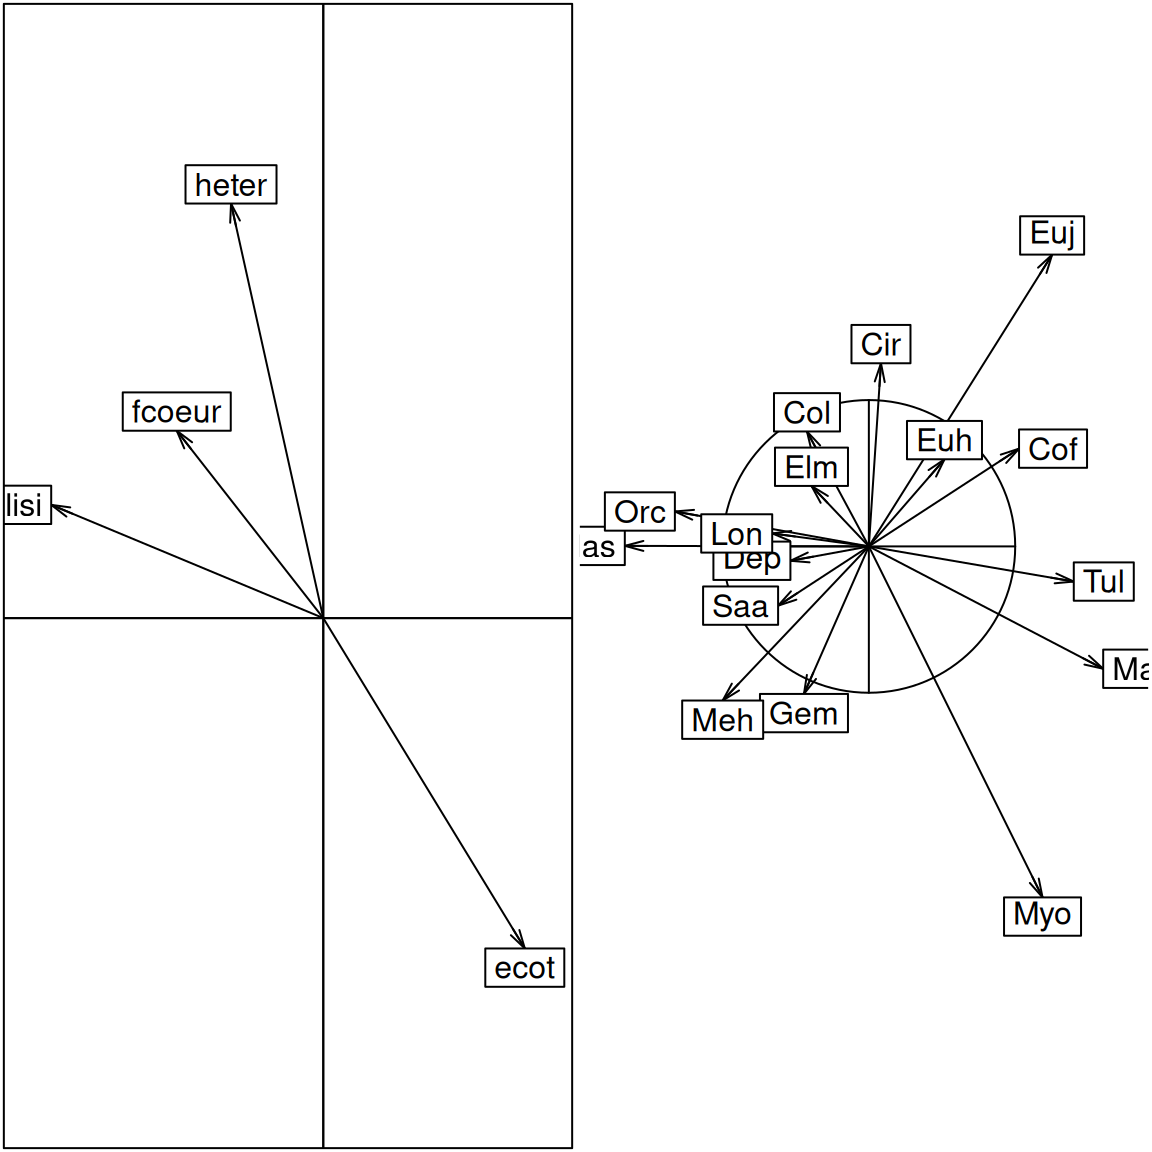 heter
fcoeur
lisi
ecot
Euj
Cir
Col
Euh
Cof
Elm
Orc
Lon
as
Dep
Tul
Saa
Ma
Meh
Gem
Myo